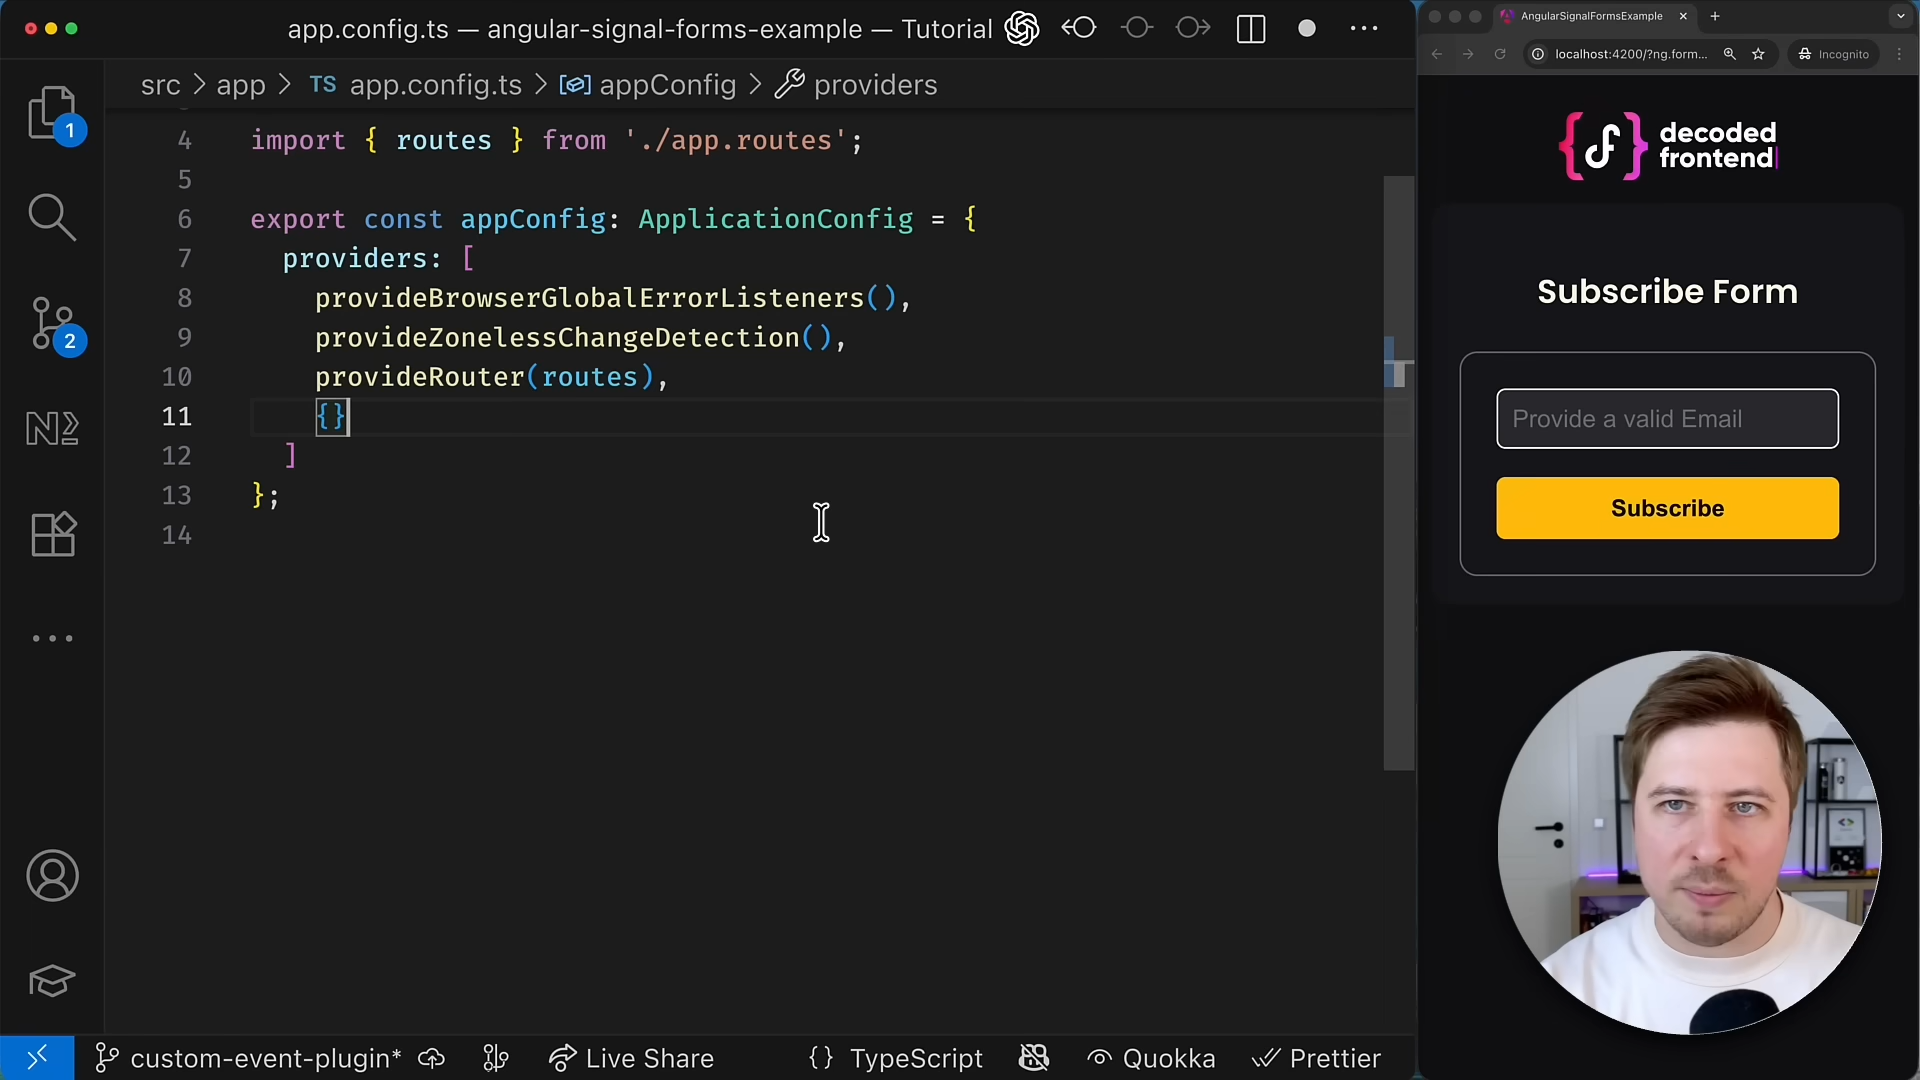 app.config.ts — angular-signal-forms-example — Tutorial
src > app > TS app.config.ts > appConfig > providers
4 import { routes } from './app.routes';
5
6 export const appConfig: ApplicationConfig = {
7 providers: [
8 provideBrowserGlobalErrorListeners(),
9 provideZonelessChangeDetection(),
10 provideRouter(routes),
11 {}
12 ]
13 };
14
1
2
custom-event-plugin*
Live Share
{} TypeScript
Quokka
Prettier
AngularSignalFormsExample
localhost:4200/?ng.form...
Incognito
decoded
frontend
Subscribe Form
Provide a valid Email
Subscribe